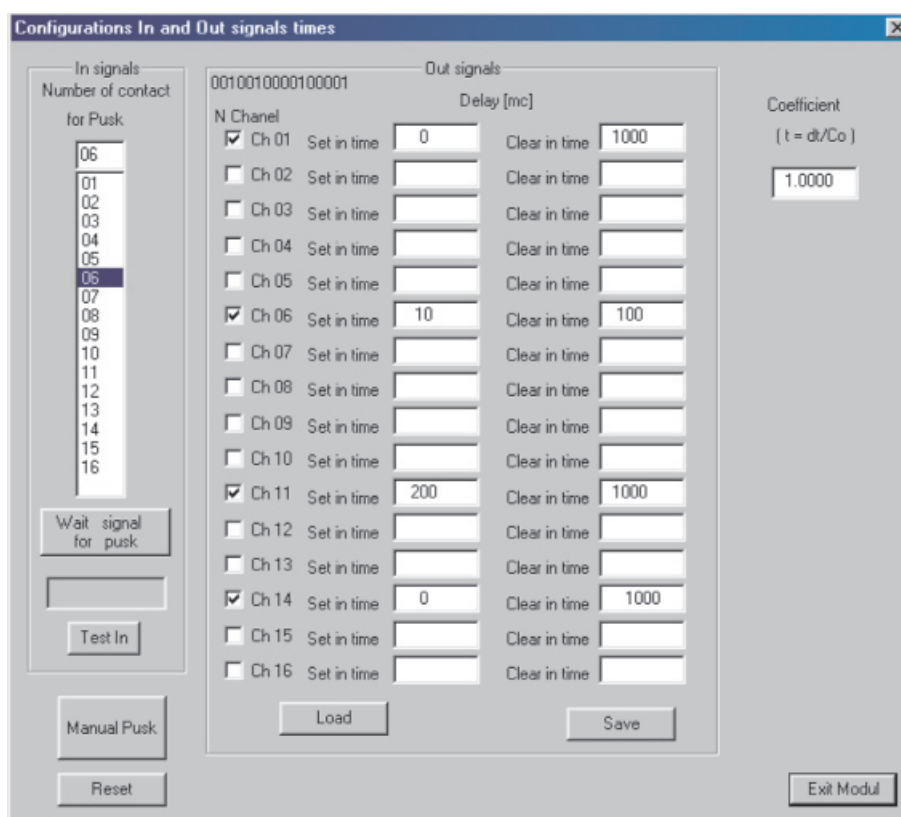 Configurations In and Out signals times
In signals
Number of contact
for Pusk
06
01
02
03
04
05
06
07
08
09
10
11
12
13
14
15
16
Wait signal
for pusk
Test In
Manual Pusk
Reset
Out signals
0010010000100001
Delay [mc]
N Chanel
Ch 01 Set in time 0 Clear in time 1000
Ch 02 Set in time Clear in time
Ch 03 Set in time Clear in time
Ch 04 Set in time Clear in time
Ch 05 Set in time Clear in time
Ch 06 Set in time 10 Clear in time 100
Ch 07 Set in time Clear in time
Ch 08 Set in time Clear in time
Ch 09 Set in time Clear in time
Ch 10 Set in time Clear in time
Ch 11 Set in time 200 Clear in time 1000
Ch 12 Set in time Clear in time
Ch 13 Set in time Clear in time
Ch 14 Set in time 0 Clear in time 1000
Ch 15 Set in time Clear in time
Ch 16 Set in time Clear in time
Load
Save
Coefficient
( t = dt/Co )
1.0000
Exit Modul